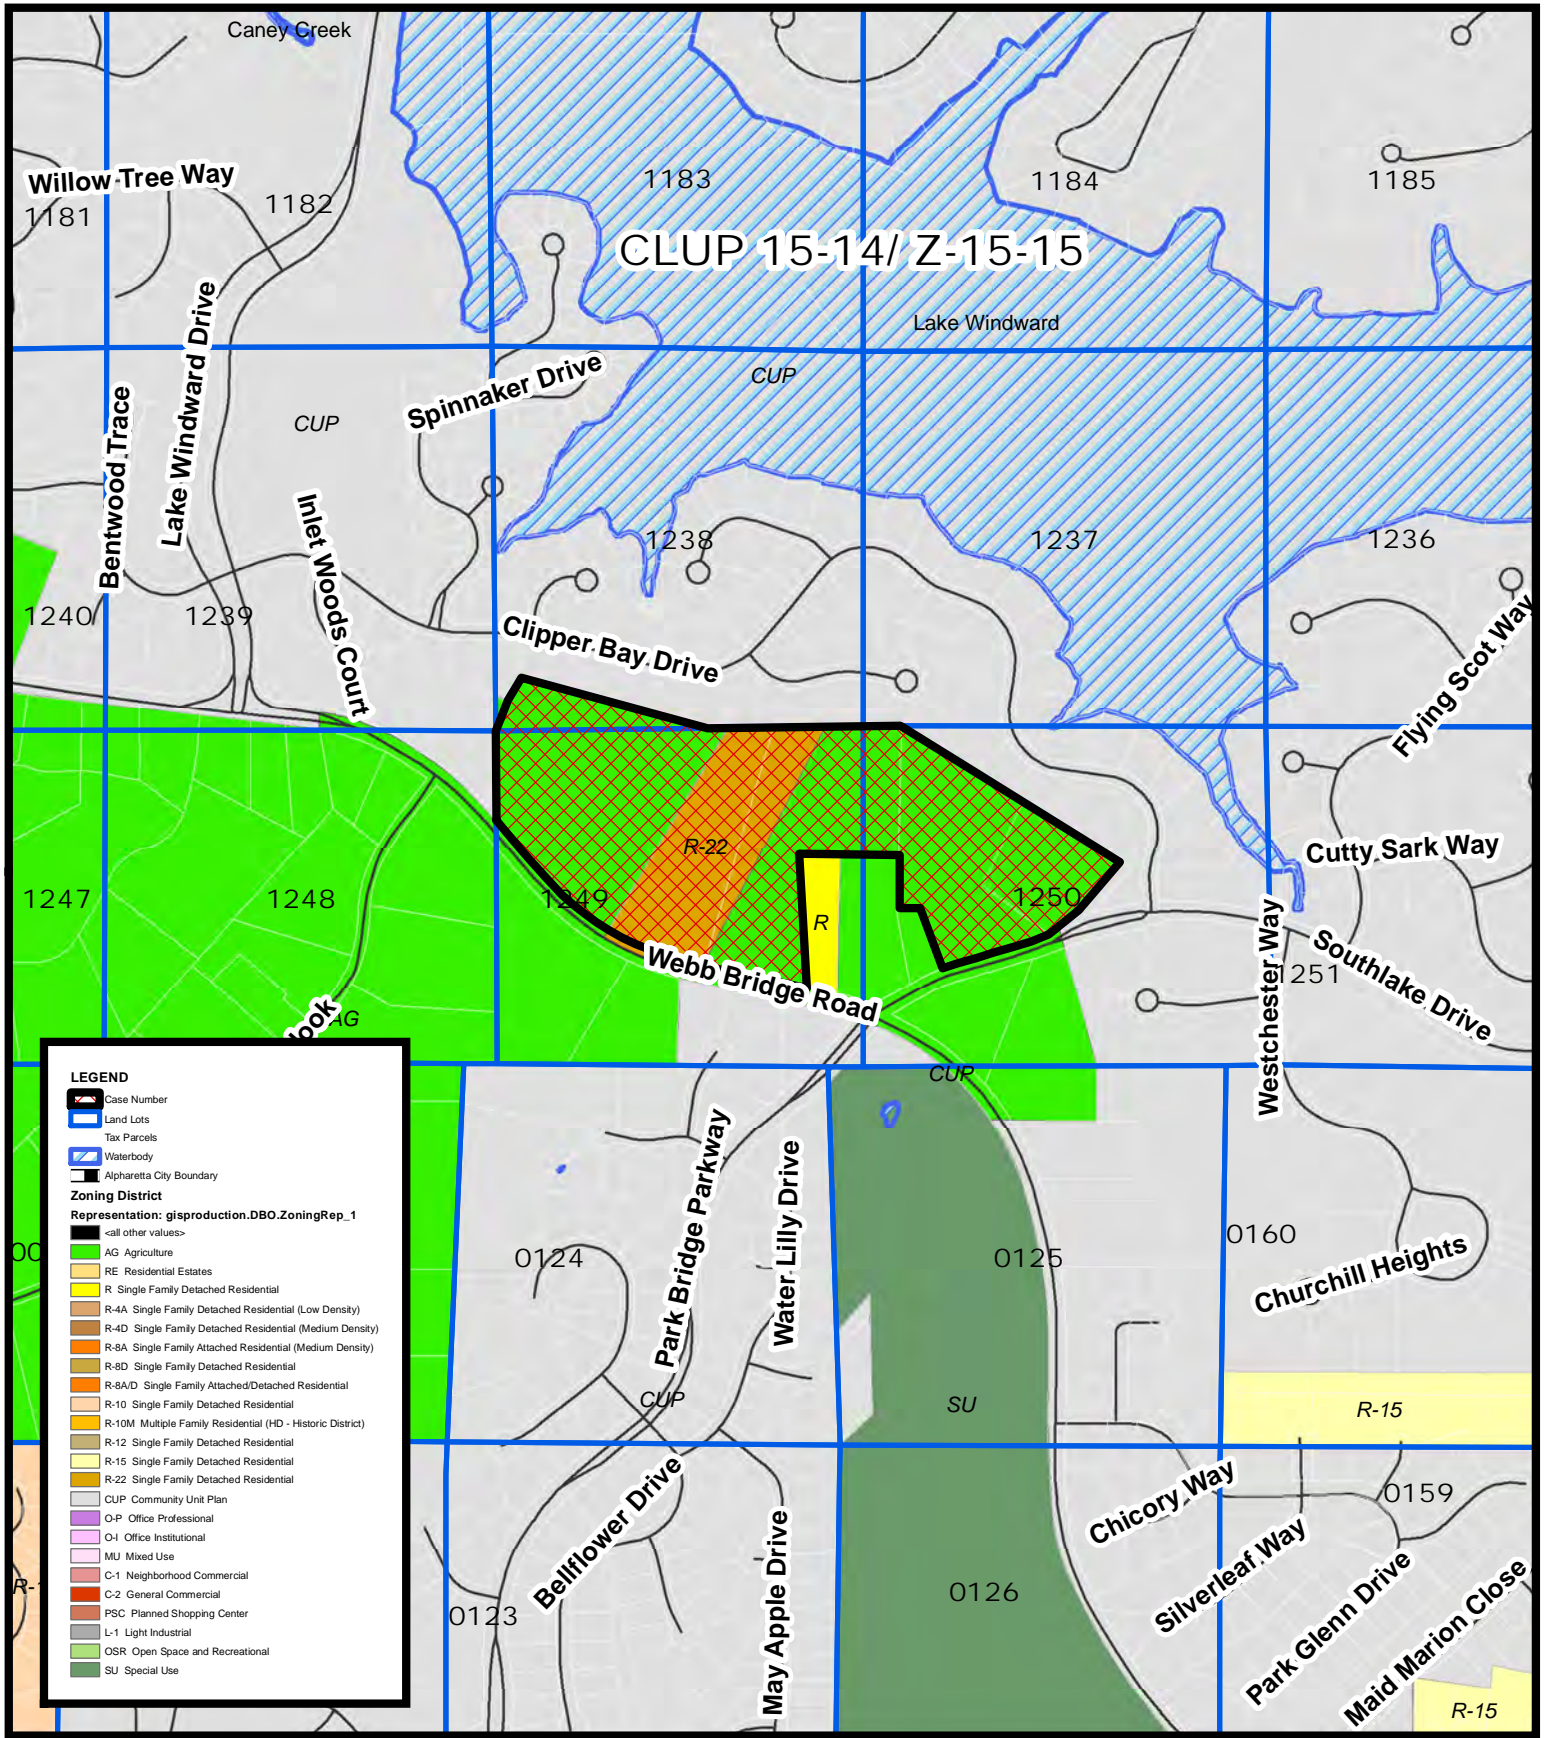 Caney Creek
Willow Tree Way
1181
1182
1183
1184
1185
CLUP 15-14/ Z-15-15
Lake Windward
Lake Windward Drive
Spinnaker Drive
CUP
CUP
Bentwood Trace
Inlet Woods Court
1238
1237
1236
1240
1239
Clipper Bay Drive
Flying Scot Way
R-22
Cutty Sark Way
1247
1248
1249
1250
R
Webb Bridge Road
Westchester Way
1251
Southlake Drive
AG
CUP
LEGEND
Case Number
Land Lots
Tax Parcels
Waterbody
Alpharetta City Boundary
Zoning District
Representation: gisproduction.DBO.ZoningRep_1
<all other values>
AG Agriculture
RE Residential Estates
R Single Family Detached Residential
R-4A Single Family Detached Residential (Low Density)
R-4D Single Family Detached Residential (Medium Density)
R-8A Single Family Attached Residential (Medium Density)
R-8D Single Family Detached Residential
R-8A/D Single Family Attached/Detached Residential
R-10 Single Family Detached Residential
R-10M Multiple Family Residential (HD - Historic District)
R-12 Single Family Detached Residential
R-15 Single Family Detached Residential
R-22 Single Family Detached Residential
CUP Community Unit Plan
O-P Office Professional
O-I Office Institutional
MU Mixed Use
C-1 Neighborhood Commercial
C-2 General Commercial
PSC Planned Shopping Center
L-1 Light Industrial
OSR Open Space and Recreational
SU Special Use
Park Bridge Parkway
Water Lilly Drive
0124
0125
0160
Churchill Heights
CUP
SU
R-15
Bellflower Drive
May Apple Drive
Chicory Way
0159
Silverleaf Way
Park Glenn Drive
Maid Marion Close
0123
0126
R-15